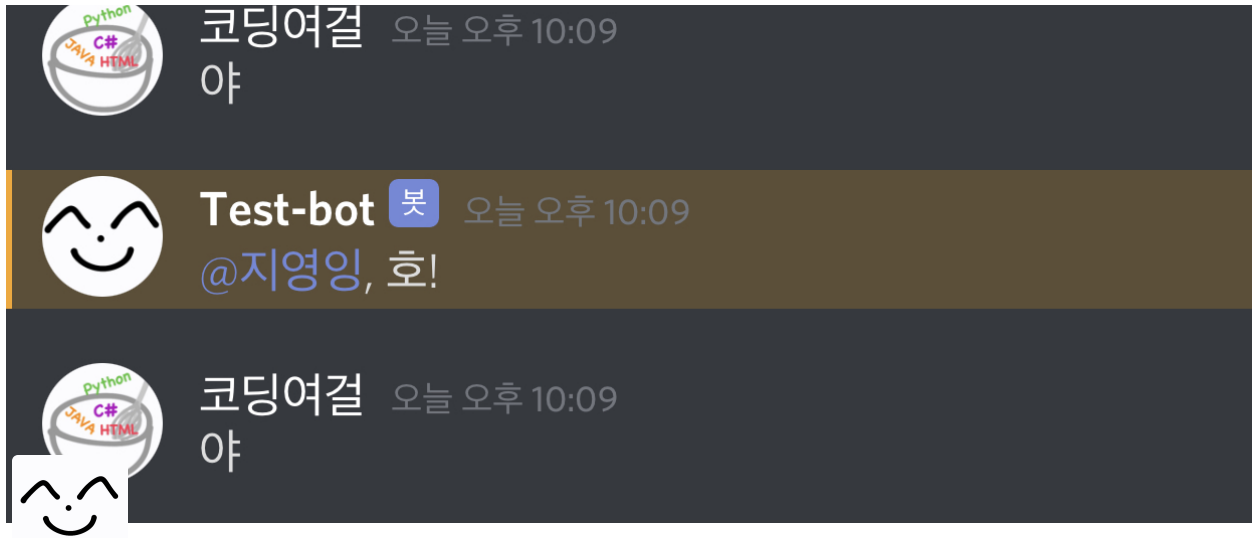 Python
C#
JAVA HTML
코딩여걸 오늘 오후 10:09
야
Test-bot 봇 오늘 오후 10:09
@지영잉, 호!
Python
C#
JAVA HTML
코딩여걸 오늘 오후 10:09
야